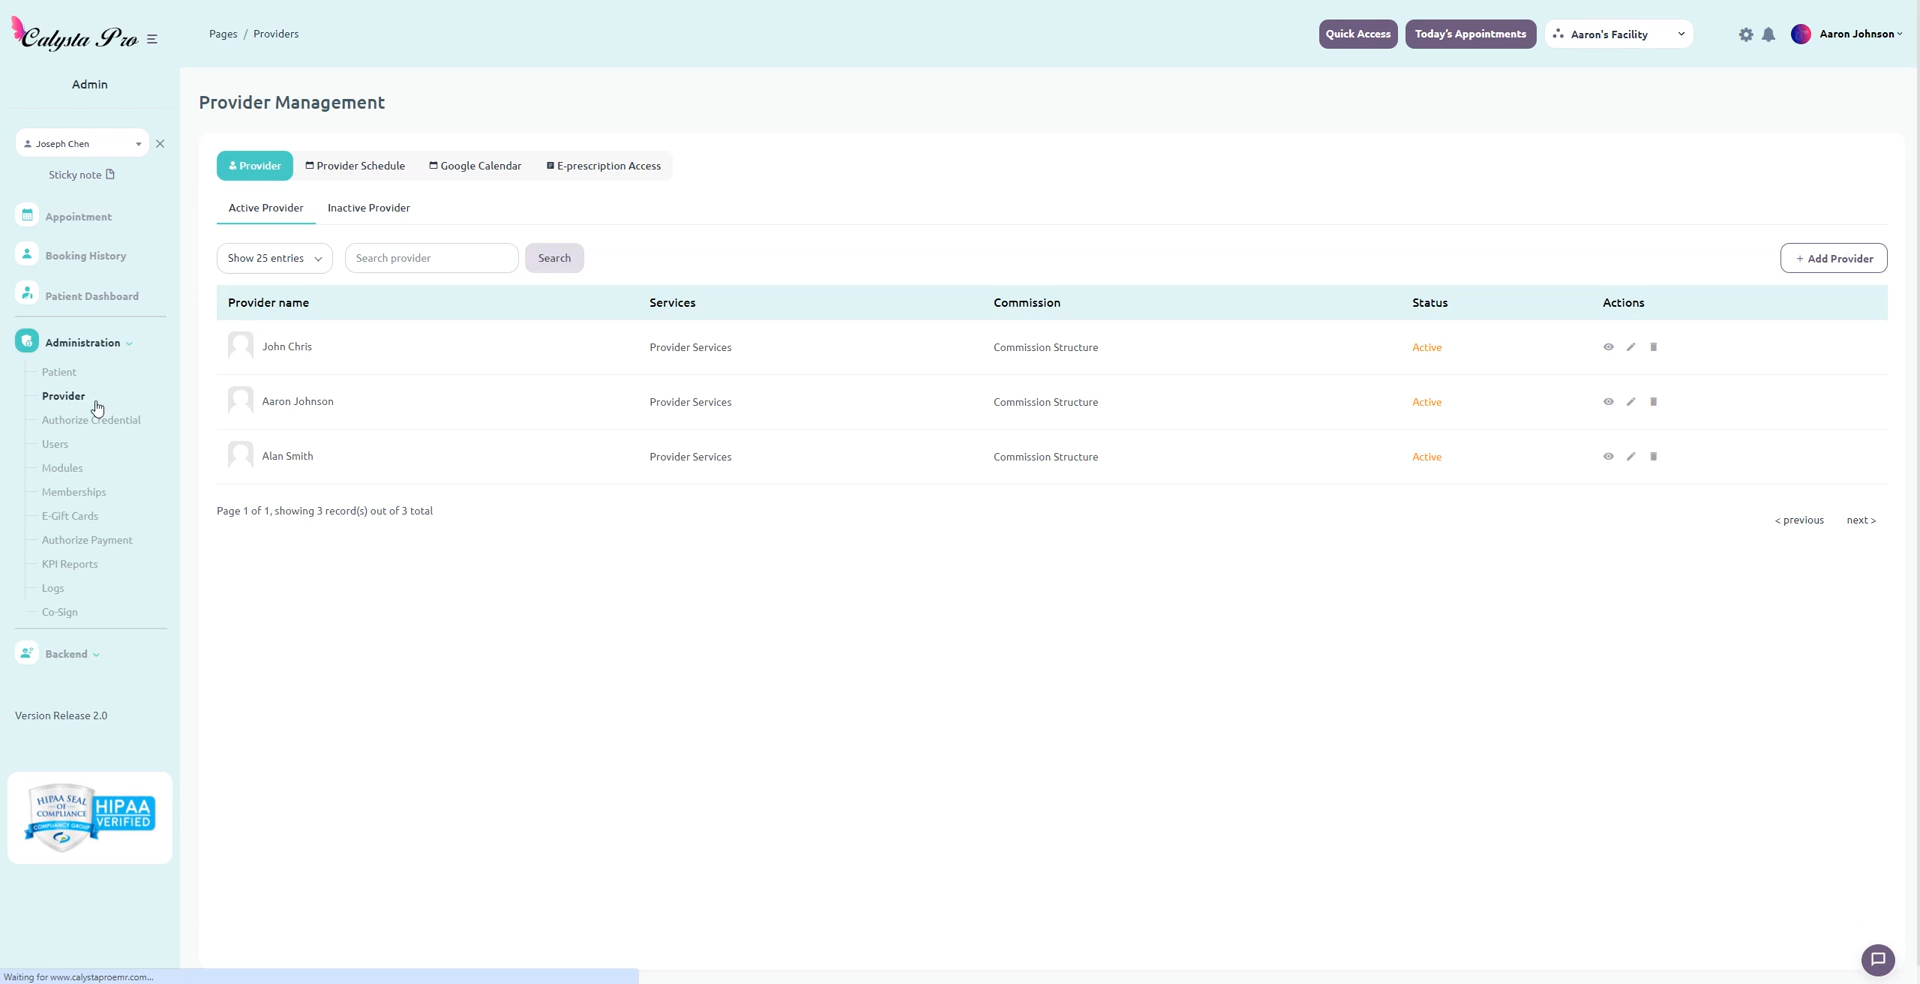 Calysta Pro
Pages / Providers
Quick Access
Today's Appointments
Aaron's Facility
Aaron Johnson
Admin
Joseph Chen
Sticky note
Appointment
Booking History
Patient Dashboard
Administration
Patient
Provider
Authorize Credential
Users
Modules
Memberships
E-Gift Cards
Authorize Payment
KPI Reports
Logs
Co-Sign
Backend
Version Release 2.0
HIPAA SEAL
OF
COMPLIANCE
COMPLIANCY GROUP
HIPAA
VERIFIED
Provider Management
Provider
Provider Schedule
Google Calendar
E-prescription Access
Active Provider
Inactive Provider
Show 25 entries
Search provider
Search
+ Add Provider
Provider name Services Commission Status Actions
John Chris Provider Services Commission Structure Active
Aaron Johnson Provider Services Commission Structure Active
Alan Smith Provider Services Commission Structure Active
Page 1 of 1, showing 3 record(s) out of 3 total
< previous next >
Waiting for www.calystaproemr.com...